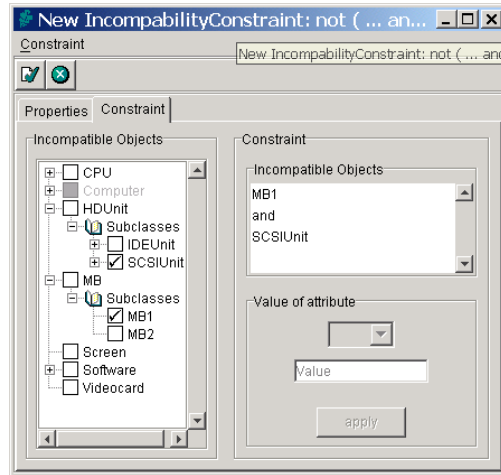 New IncompabilityConstraint: not ( ... an...
Constraint
New IncompabilityConstraint: not ( ... and
Properties
Constraint
Incompatible Objects
CPU
Computer
HDUnit
Subclasses
IDEUnit
SCSIUnit
MB
Subclasses
MB1
MB2
Screen
Software
Videocard
Constraint
Incompatible Objects
MB1
and
SCSIUnit
Value of attribute
Value
apply